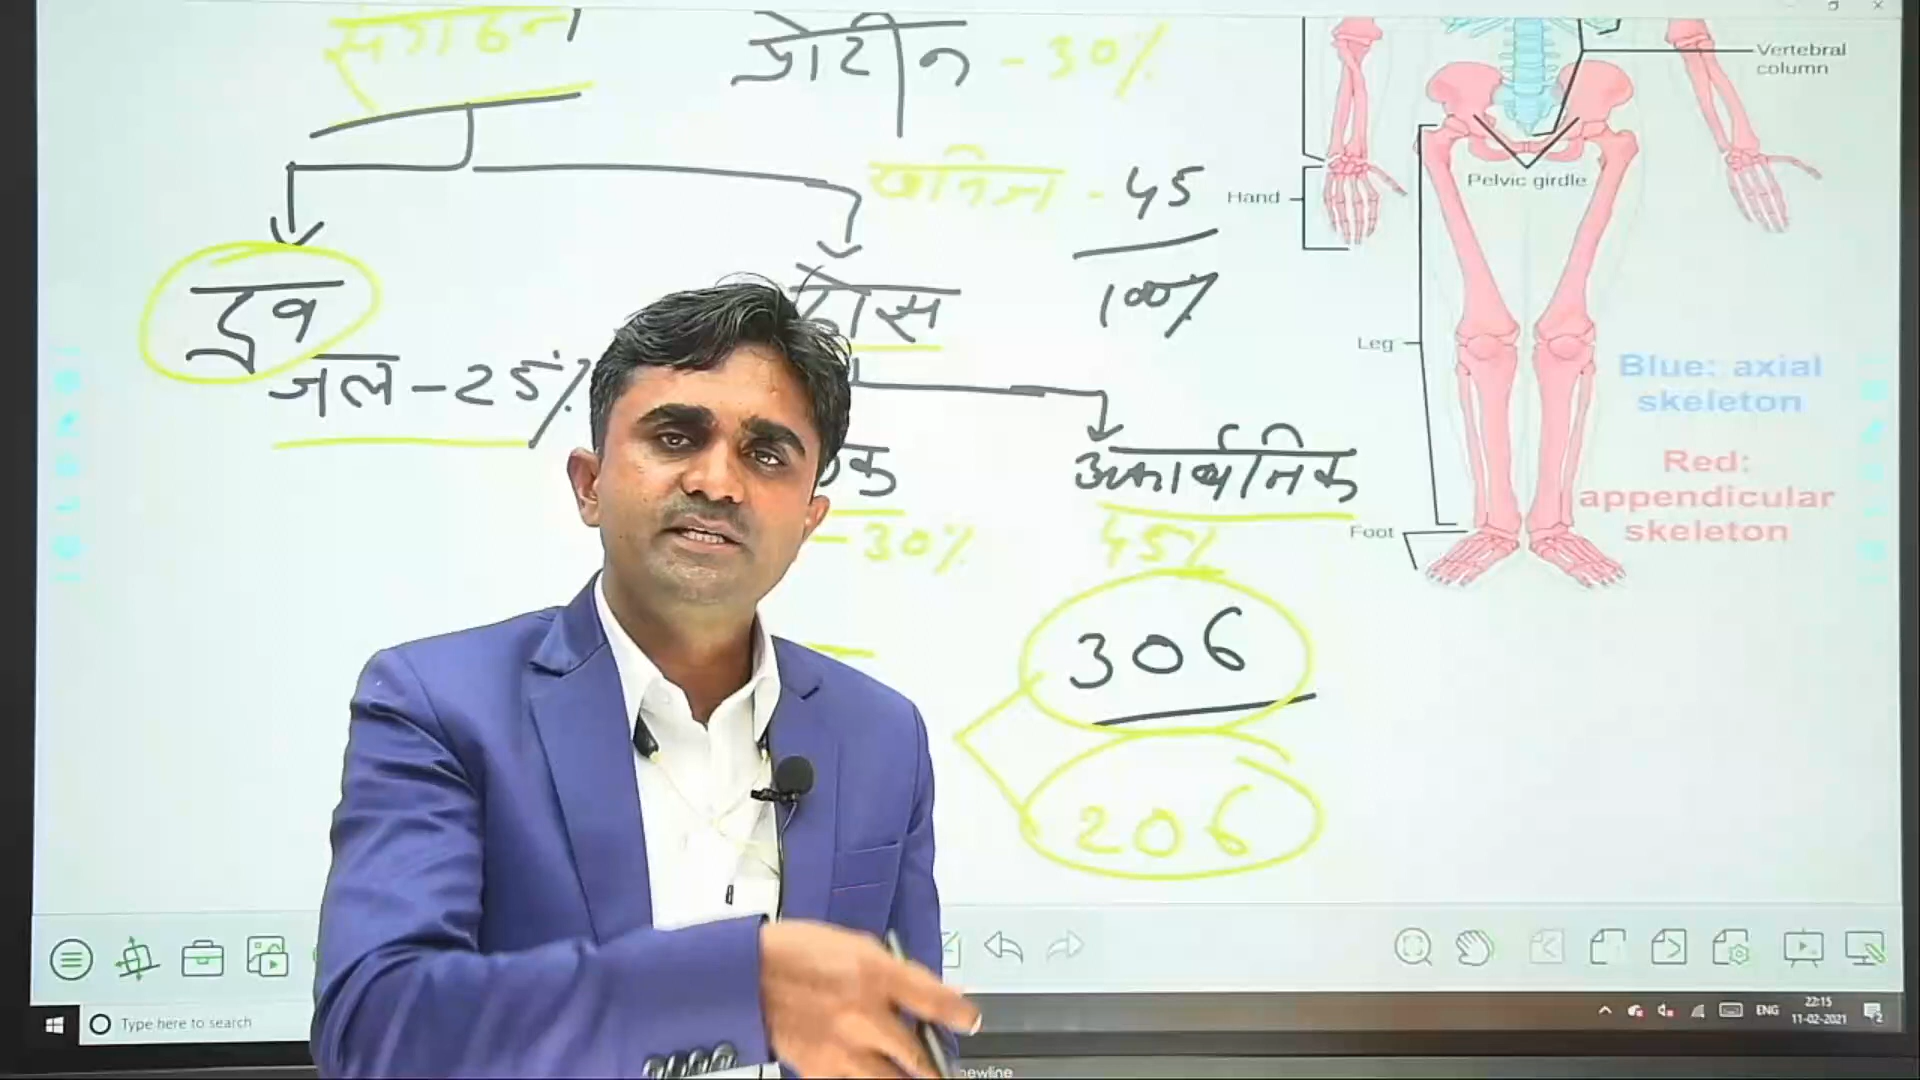 संगठन
प्रोटीन - 30%
खनिज - 45
100%
द्रव
ठोस
जल - 25%
अकार्बनिक
- 30%
45%
306
206
Vertebral
column
Pelvic girdle
Hand
Leg
Foot
Blue: axial
skeleton
Red:
appendicular
skeleton
Type here to search
ENG
22:15
11-02-2021
newline